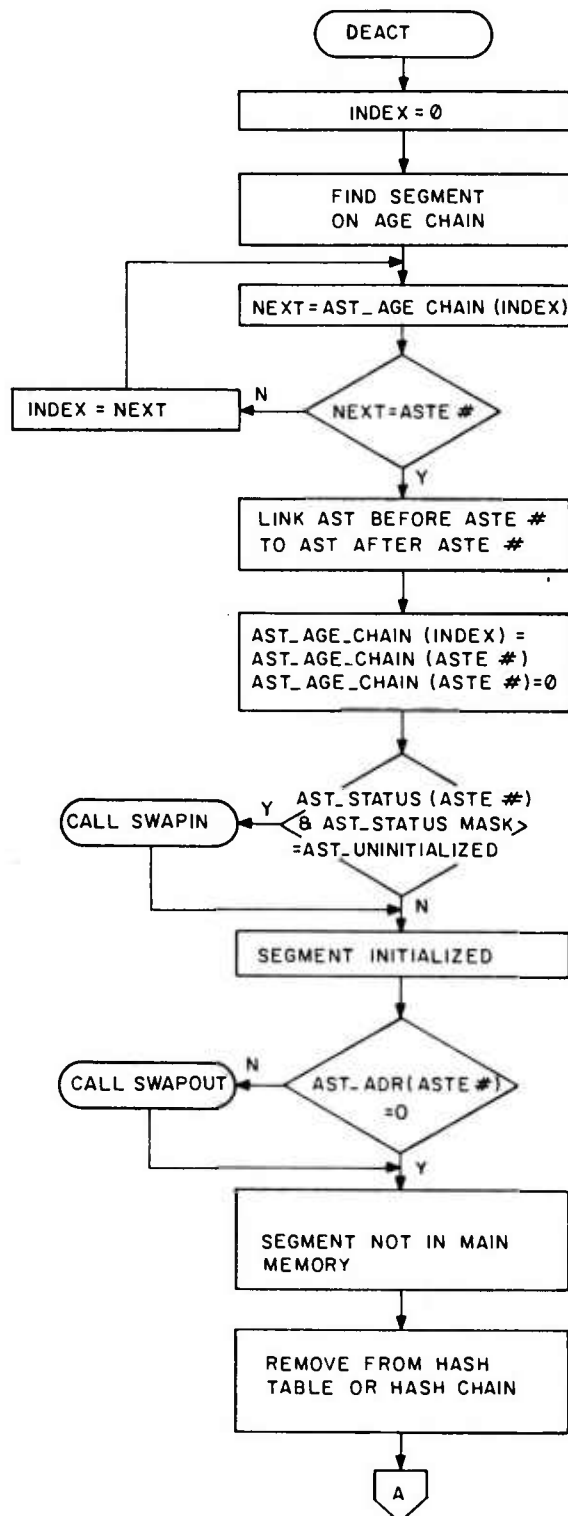 DEACT
INDEX = 0
FIND SEGMENT
ON AGE CHAIN
NEXT = AST_AGE CHAIN (INDEX)
N
INDEX = NEXT
NEXT = ASTE #
Y
LINK AST BEFORE ASTE #
TO AST AFTER ASTE #
AST_AGE_CHAIN (INDEX) =
AST_AGE_CHAIN (ASTE #)
AST_AGE_CHAIN (ASTE #)=0
AST_STATUS (ASTE #)
& AST_STATUS MASK
=AST_UNINITIALIZED
Y
CALL SWAPIN
N
SEGMENT INITIALIZED
N
CALL SWAPOUT
AST_ADR(ASTE #)
=0
Y
SEGMENT NOT IN MAIN
MEMORY
REMOVE FROM HASH
TABLE OR HASH CHAIN
A